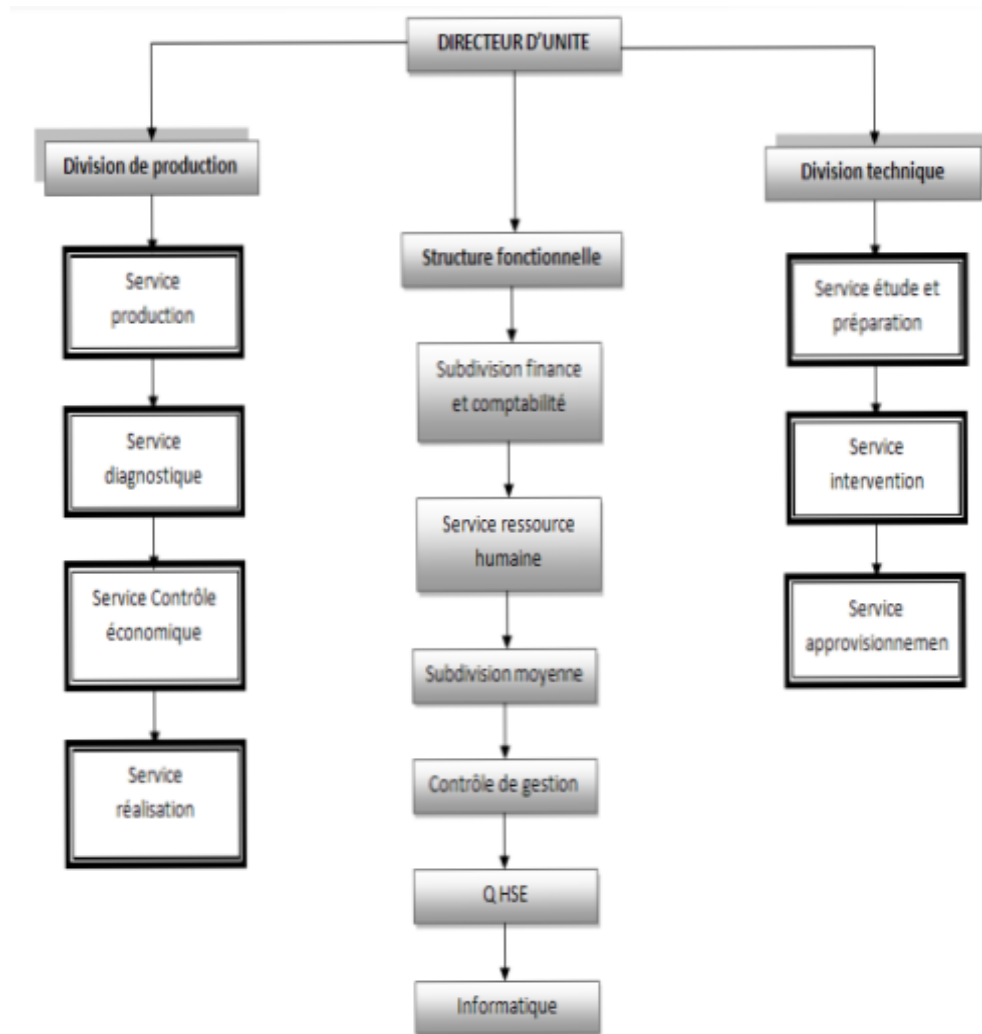 DIRECTEUR D'UNITE
Division de production
Service
production
Service
diagnostique
Service Contrôle
économique
Service
réalisation
Structure fonctionnelle
Subdivision finance
et comptabilité
Service ressource
humaine
Subdivision moyenne
Contrôle de gestion
Q HSE
Informatique
Division technique
Service étude et
préparation
Service
intervention
Service
approvisionnemen